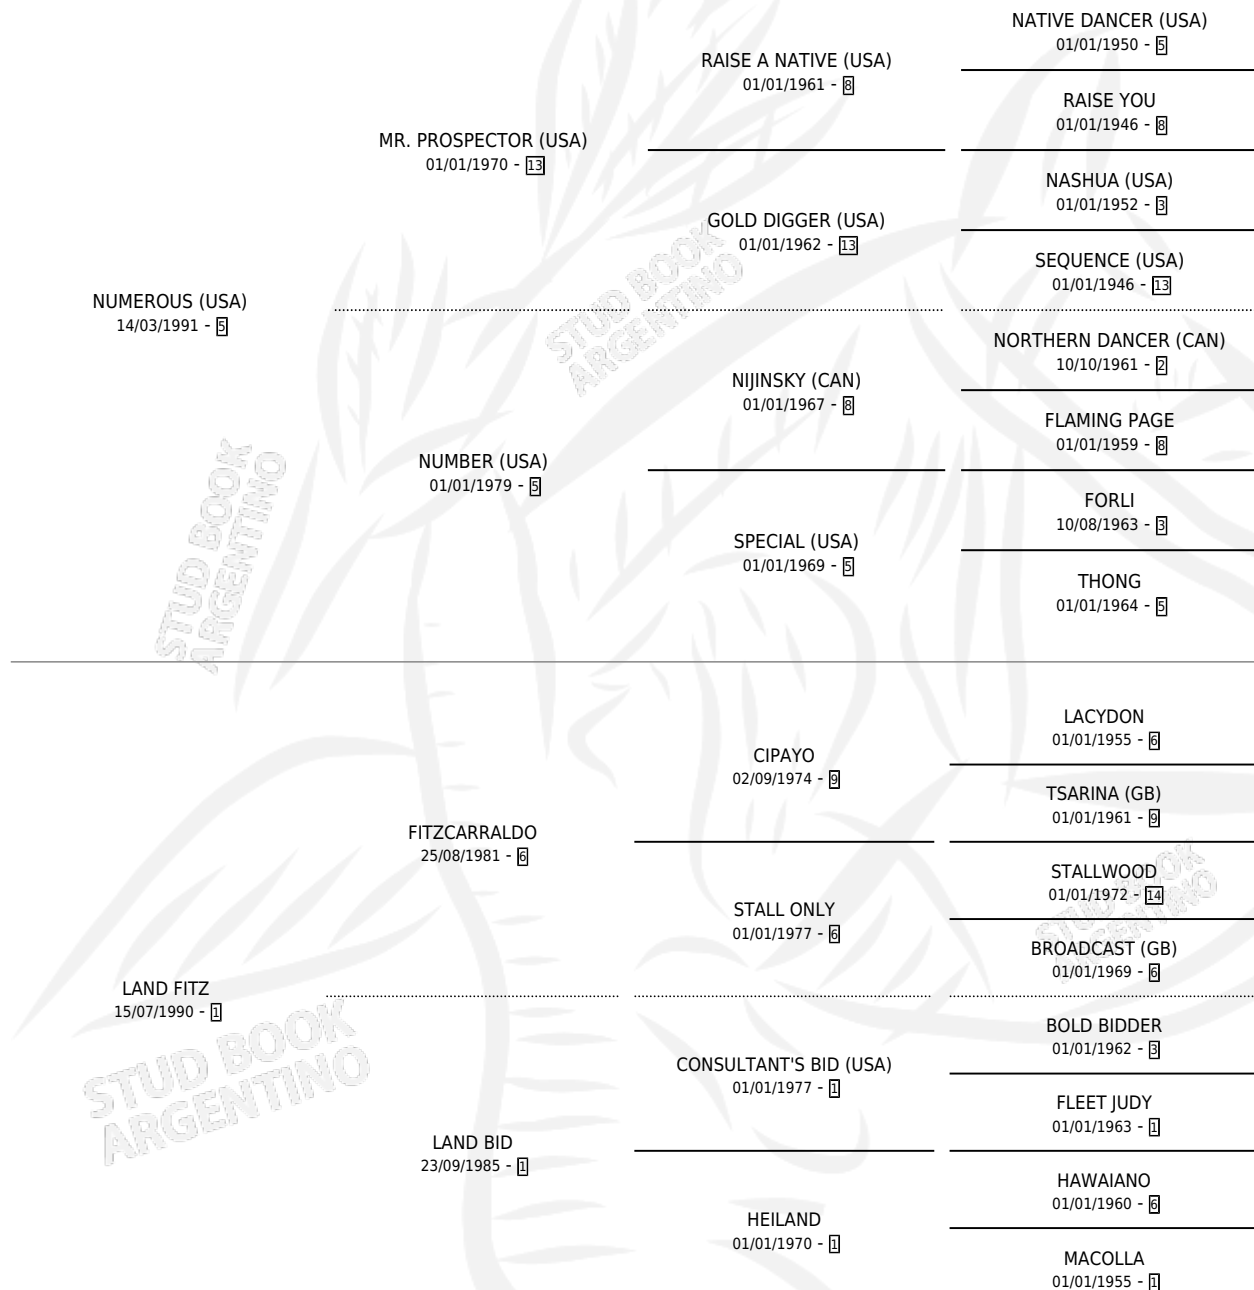 NUMEROUS (USA)
14/03/1991 - 5
MR. PROSPECTOR (USA)
01/01/1970 - 13
RAISE A NATIVE (USA)
01/01/1961 - 8
NATIVE DANCER (USA)
01/01/1950 - 5
RAISE YOU
01/01/1946 - 8
GOLD DIGGER (USA)
01/01/1962 - 13
NASHUA (USA)
01/01/1952 - 3
SEQUENCE (USA)
01/01/1946 - 13
NUMBER (USA)
01/01/1979 - 5
NIJINSKY (CAN)
01/01/1967 - 8
NORTHERN DANCER (CAN)
10/10/1961 - 2
FLAMING PAGE
01/01/1959 - 8
SPECIAL (USA)
01/01/1969 - 5
FORLI
10/08/1963 - 3
THONG
01/01/1964 - 5
LAND FITZ
15/07/1990 - 1
FITZCARRALDO
25/08/1981 - 6
CIPAYO
02/09/1974 - 9
LACYDON
01/01/1955 - 6
TSARINA (GB)
01/01/1961 - 9
STALL ONLY
01/01/1977 - 6
STALLWOOD
01/01/1972 - 14
BROADCAST (GB)
01/01/1969 - 6
LAND BID
23/09/1985 - 1
CONSULTANT'S BID (USA)
01/01/1977 - 1
BOLD BIDDER
01/01/1962 - 3
FLEET JUDY
01/01/1963 - 1
HEILAND
01/01/1970 - 1
HAWAIANO
01/01/1960 - 6
MACOLLA
01/01/1955 - 1
STUD BOOK
ARGENTINO
STUD BOOK
ARGENTINO
STUD BOOK
ARGENTINO
STUD BOOK
ARGENTINO